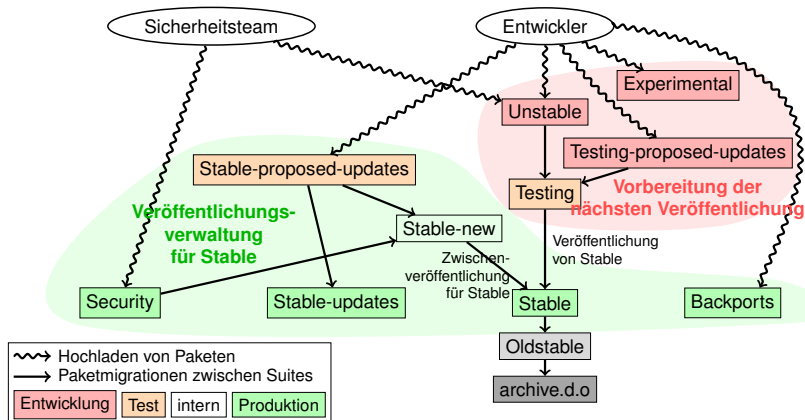 Sicherheitsteam
Entwickler
Experimental
Unstable
Stable-proposed-updates
Testing-proposed-updates
Testing
Vorbereitung der
nächsten Veröffentlichung
Veröffentlichungs-
verwaltung
für Stable
Stable-new
Veröffentlichung
von Stable
Zwischen-
veröffentlichung
für Stable
Security
Stable-updates
Stable
Backports
Oldstable
archive.d.o
Hochladen von Paketen
Paketmigrationen zwischen Suites
Entwicklung
Test
intern
Produktion